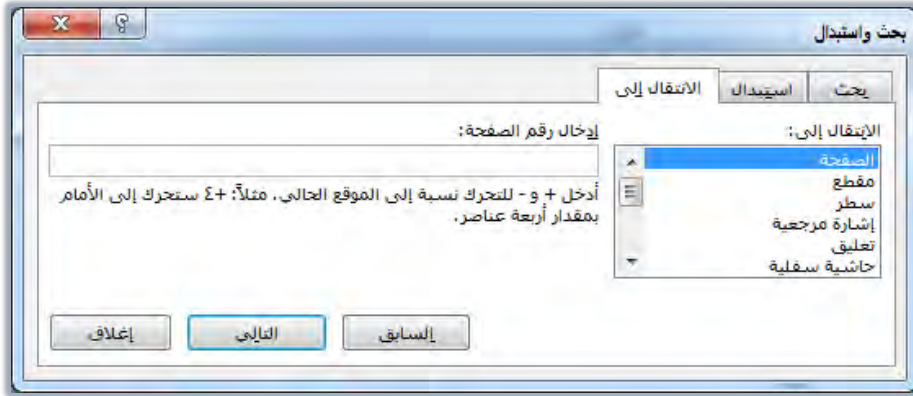 بحث واستبدال
بحث
استبدال
الانتقال إلى
الانتقال إلى:
الصفحة
مقطع
سطر
إشارة مرجعية
تعليق
حاشية سفلية
إدخال رقم الصفحة:
أدخل + و - للتحرك نسبة إلى الموقع الحالي. مثلاً: +٤ ستحرك إلى الأمام
بمقدار أربعة عناصر.
السابق
التالي
إغلاق